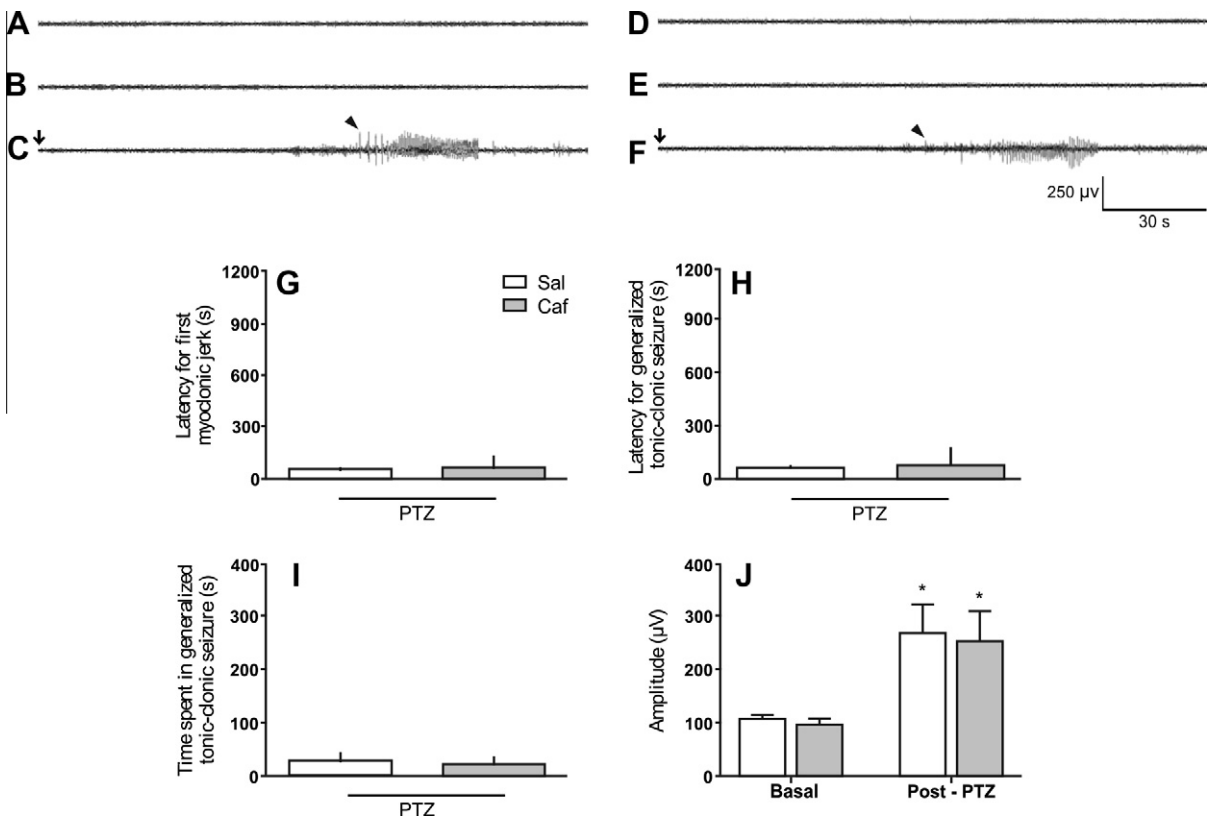 A
B
C
D
E
F
250 µv
30 s
G
Latency for first
myoclonic jerk (s)
1200
900
600
300
0
Sal
Caf
PTZ
H
Latency for generalized
tonic-clonic seizure (s)
1200
900
600
300
0
PTZ
I
Time spent in generalized
tonic-clonic seizure (s)
400
300
200
100
0
PTZ
J
Amplitude (µV)
400
300
200
100
0
*
*
Basal
Post - PTZ